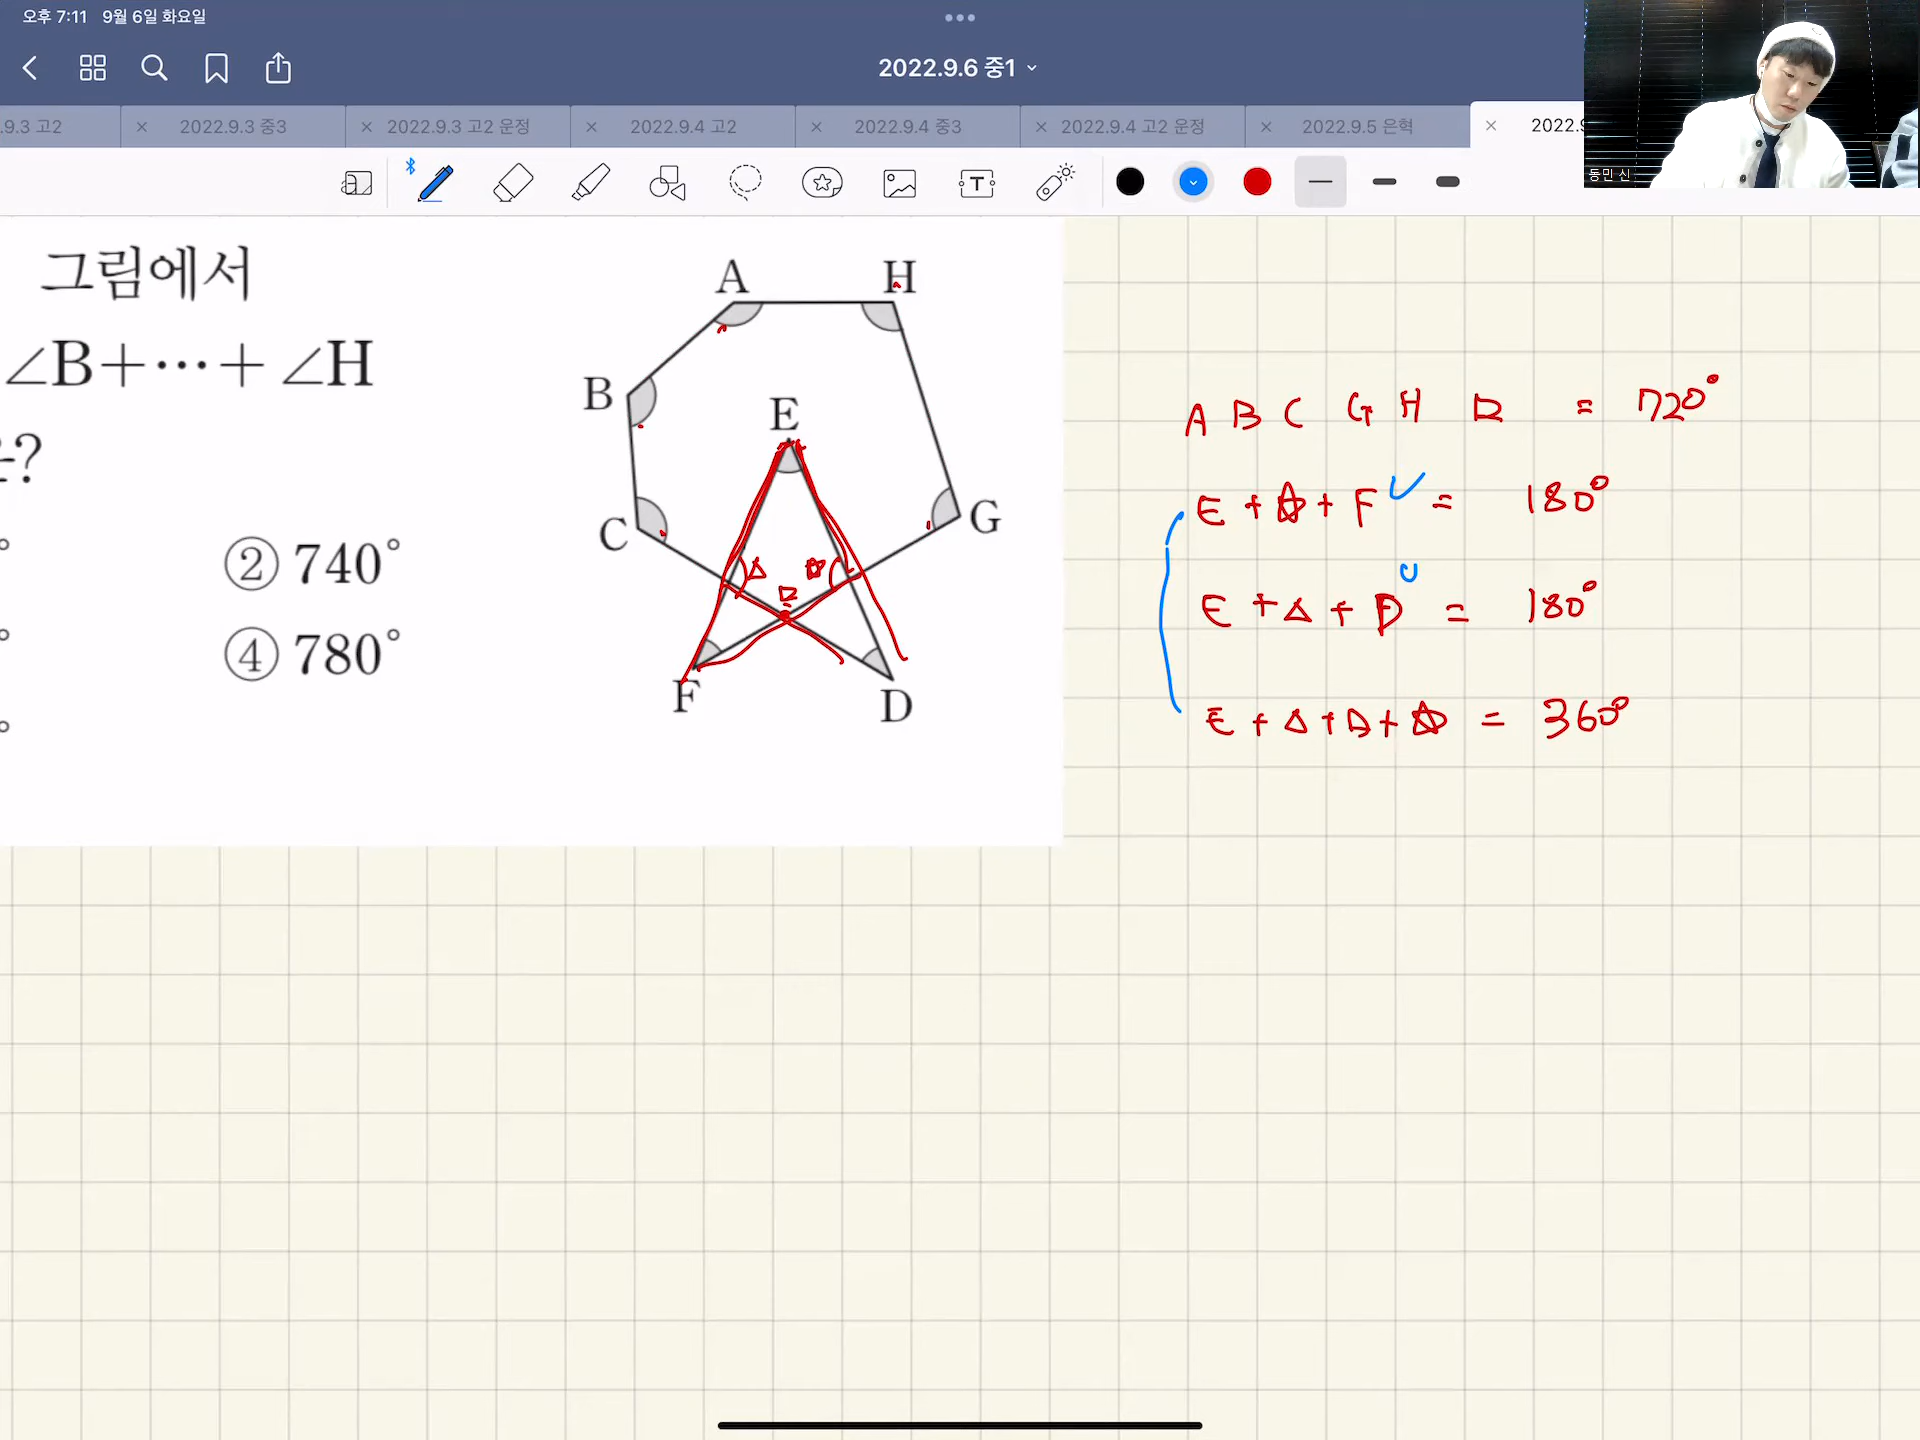 오후 7:11 9월 6일 화요일
2022.9.6 중1
.9.3 고2
2022.9.3 중3
2022.9.3 고2 운정
2022.9.4 고2
2022.9.4 중3
2022.9.4 고2 운정
2022.9.5 은혁
2022.9
동민 신
그림에서
∠B+⋯+∠H
?
② 740°
④ 780°
A
H
B
E
C
G
F
D
△ ☆
□
A B C G H □ = 720°
E + ☆ + F = 180°
E + △ + D = 180°
E + △ + □ + ☆ = 360°